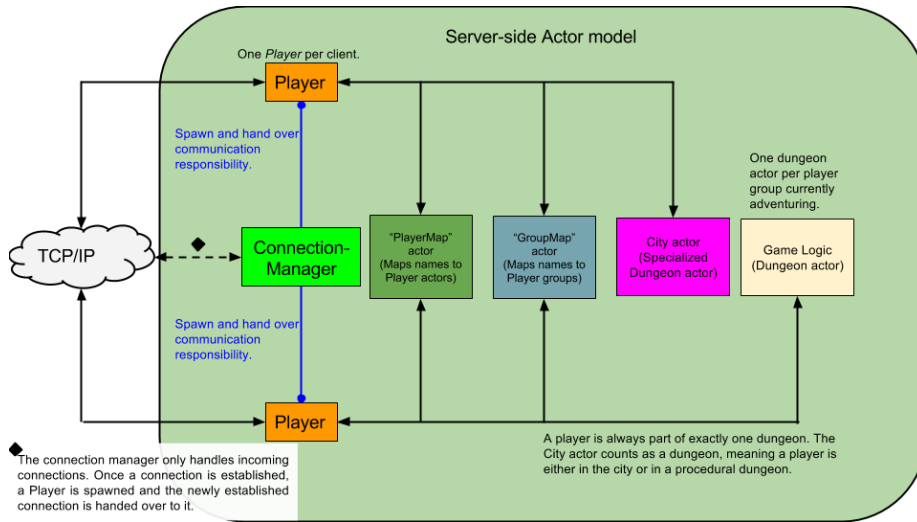 Server-side Actor model
One Player per client.
Player
Spawn and hand over
communication
responsibility.
One dungeon
actor per player
group currently
adventuring.
TCP/IP
Connection-
Manager
“PlayerMap”
actor
(Maps names to
Player actors)
“GroupMap”
actor
(Maps names to
Player groups)
City actor
(Specialized
Dungeon actor)
Game Logic
(Dungeon actor)
Spawn and hand over
communication
responsibility.
Player
A player is always part of exactly one dungeon. The
City actor counts as a dungeon, meaning a player is
either in the city or in a procedural dungeon.
The connection manager only handles incoming
connections. Once a connection is established,
a Player is spawned and the newly established
connection is handed over to it.